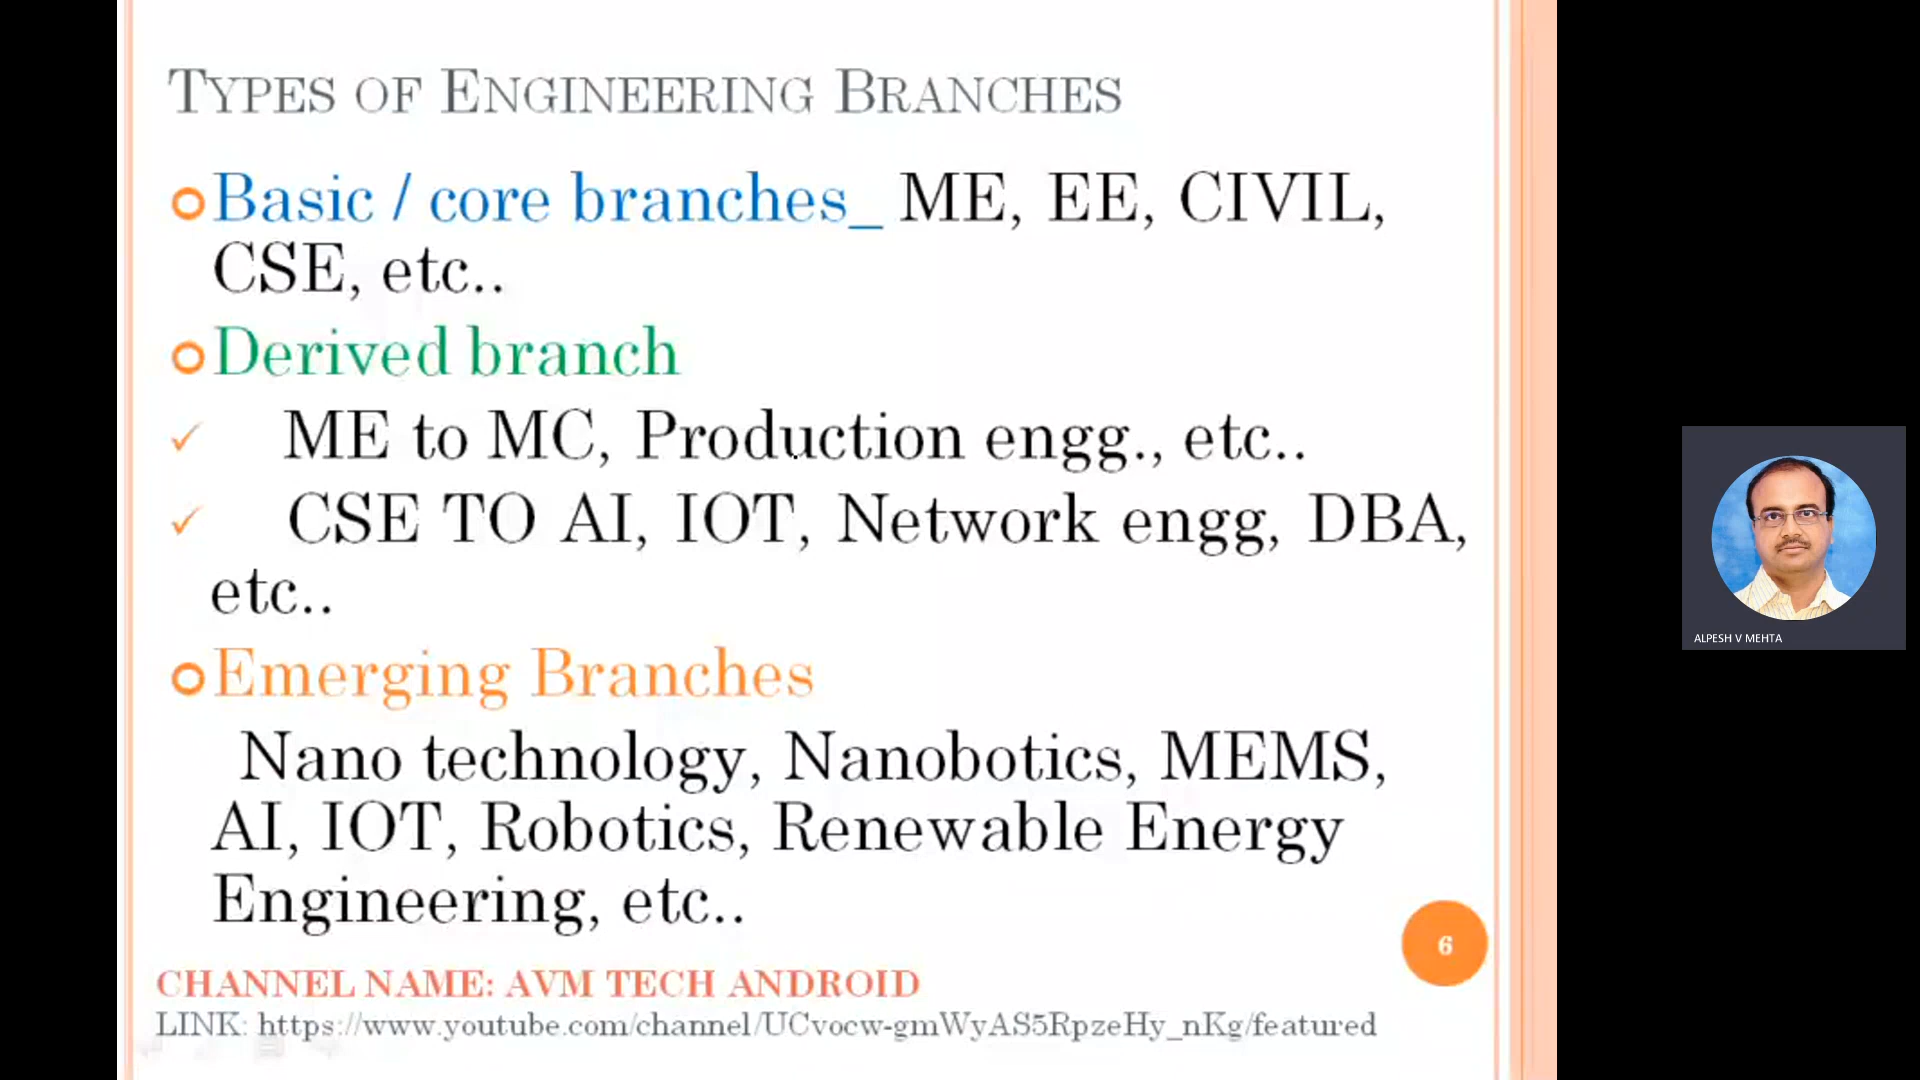 TYPES OF ENGINEERING BRANCHES
Basic / core branches_ ME, EE, CIVIL,
CSE, etc..
Derived branch
ME to MC, Production engg., etc..
CSE TO AI, IOT, Network engg, DBA,
etc..
Emerging Branches
Nano technology, Nanobotics, MEMS,
AI, IOT, Robotics, Renewable Energy
Engineering, etc..
6
CHANNEL NAME: AVM TECH ANDROID
LINK: https://www.youtube.com/channel/UCvocw-gmWyAS5RpzeHy_nKg/featured
ALPESH V MEHTA